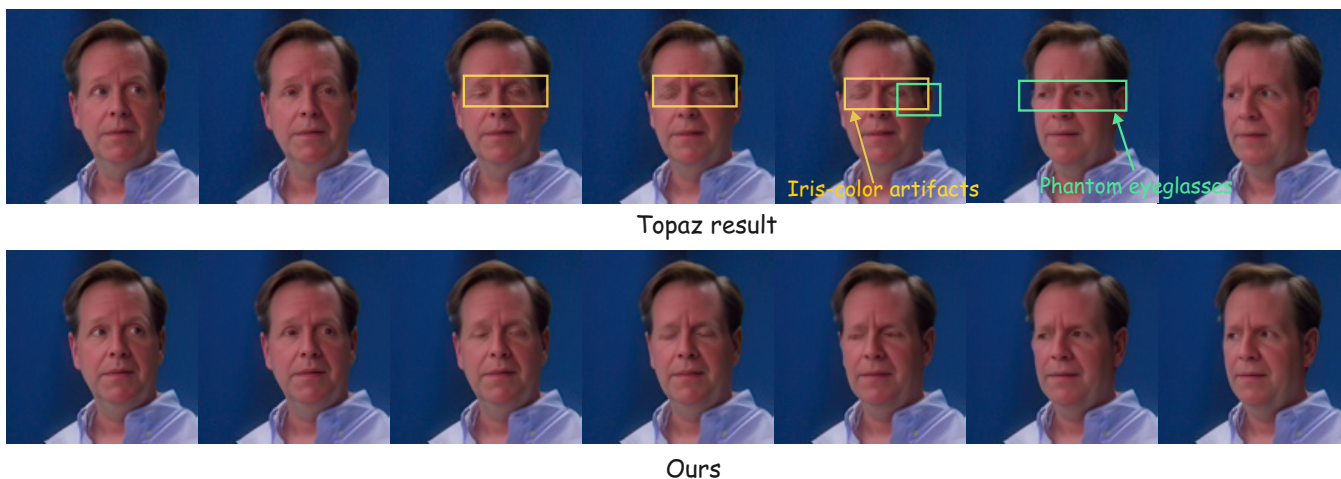 Iris-color artifacts
Phantom eyeglasses
Topaz result
Ours